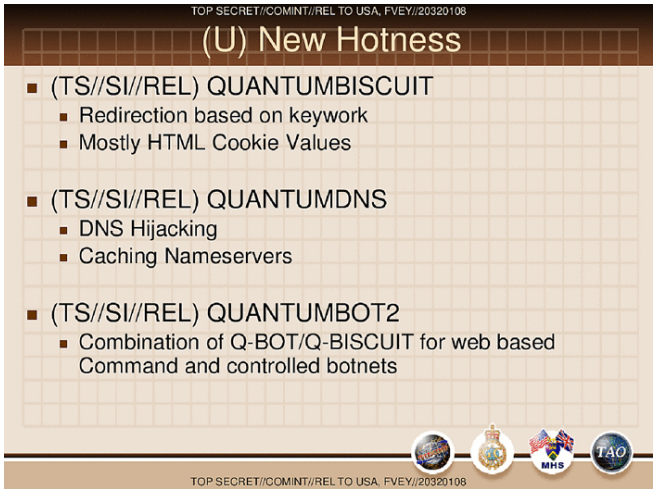 TOP SECRET//COMINT//REL TO USA, FVEY//20320108
(U) New Hotness
(TS//SI//REL) QUANTUMBISCUIT
Redirection based on keywork
Mostly HTML Cookie Values
(TS//SI//REL) QUANTUMDNS
DNS Hijacking
Caching Nameservers
(TS//SI//REL) QUANTUMBOT2
Combination of Q-BOT/Q-BISCUIT for web based
Command and controlled botnets
MHS
TAO
TOP SECRET//COMINT//REL TO USA, FVEY//20320108